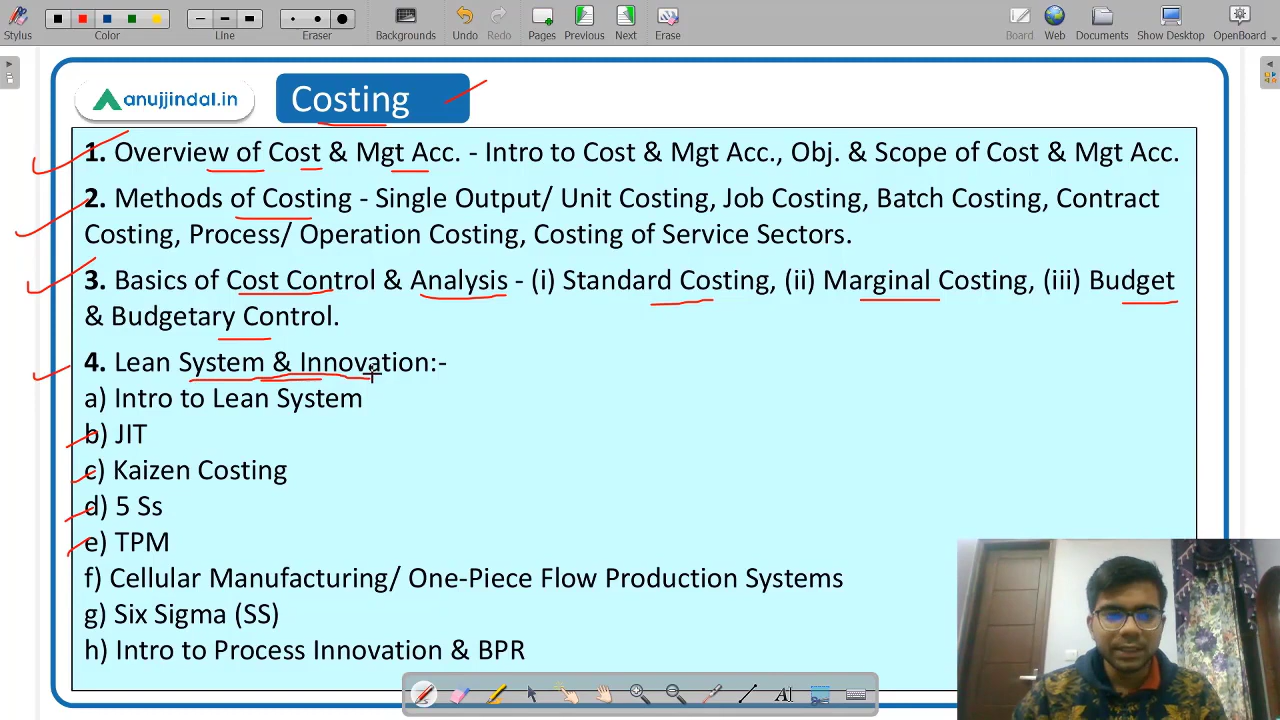 Stylus
Color
Line
Eraser
Backgrounds
Undo
Redo
Pages
Previous
Next
Erase
Board
Web
Documents
Show Desktop
OpenBoard
anujjindal.in
Costing
1. Overview of Cost & Mgt Acc. - Intro to Cost & Mgt Acc., Obj. & Scope of Cost & Mgt Acc.
2. Methods of Costing - Single Output/ Unit Costing, Job Costing, Batch Costing, Contract
Costing, Process/ Operation Costing, Costing of Service Sectors.
3. Basics of Cost Control & Analysis - (i) Standard Costing, (ii) Marginal Costing, (iii) Budget
& Budgetary Control.
4. Lean System & Innovation:-
a) Intro to Lean System
b) JIT
c) Kaizen Costing
d) 5 Ss
e) TPM
f) Cellular Manufacturing/ One-Piece Flow Production Systems
g) Six Sigma (SS)
h) Intro to Process Innovation & BPR